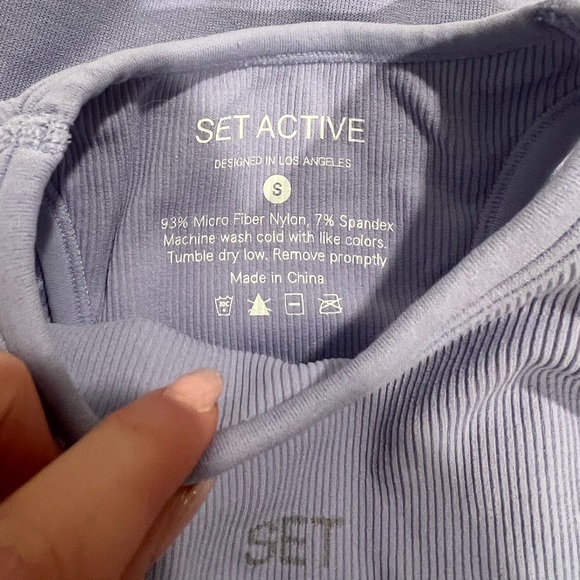 SET ACTIVE
DESIGNED IN LOS ANGELES
S
93% Micro Fiber Nylon, 7% Spandex
Machine wash cold with like colors.
Tumble dry low. Remove promptly
Made in China
30C
SET